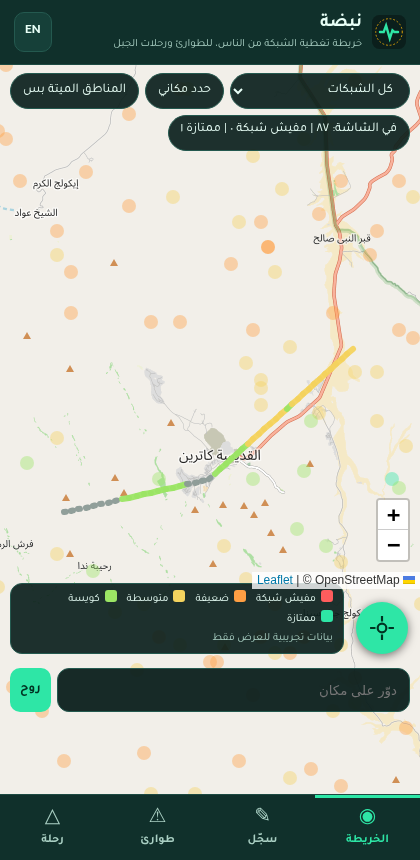 نبضة
خريطة تغطية الشبكة من الناس، للطوارئ ورحلات الجبل
EN
كل الشبكات
حدد مكاني
المناطق الميتة بس
في الشاشة: ٨٧ | مفيش شبكة ٠ | ممتازة ١
إيكولج الكرم
الشيخ عواد
قبر النبي صالح
القديسة كاترين
فرش الر
رحيبة ندا
+
−
Leaflet | © OpenStreetMap
مفيش شبكة
ضعيفة
متوسطة
كويسة
ممتازة
بيانات تجريبية للعرض فقط
دوّر على مكان
روح
الخريطة
سجّل
طوارئ
رحلة